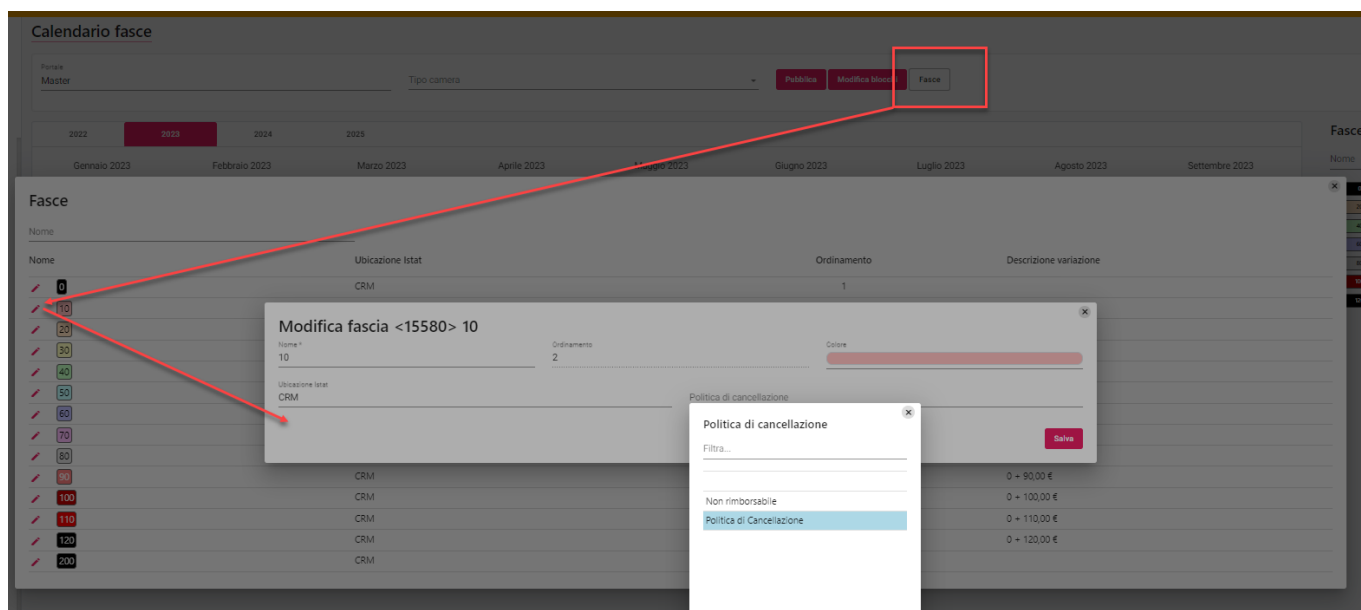 Calendario fasce
Portale
Master
Tipo camera
Pubblica
Modifica blocchi
Fasce
2022 2023 2024 2025
Fasce
Gennaio 2023 Febbraio 2023 Marzo 2023 Aprile 2023 Maggio 2023 Giugno 2023 Luglio 2023 Agosto 2023 Settembre 2023
Nome
Fasce
Nome
Nome Ubicazione Istat Ordinamento Descrizione variazione
0 CRM 1
10
20
30
40
50
60
70
80
90 CRM 0 + 90,00 €
100 CRM 0 + 100,00 €
110 CRM 0 + 110,00 €
120 CRM 0 + 120,00 €
200 CRM
Modifica fascia <15580> 10
Nome * Ordinamento Colore
10 2
Ubicazione Istat
CRM Politica di cancellazione
Salva
Politica di cancellazione
Filtra...
Non rimborsabile
Politica di Cancellazione